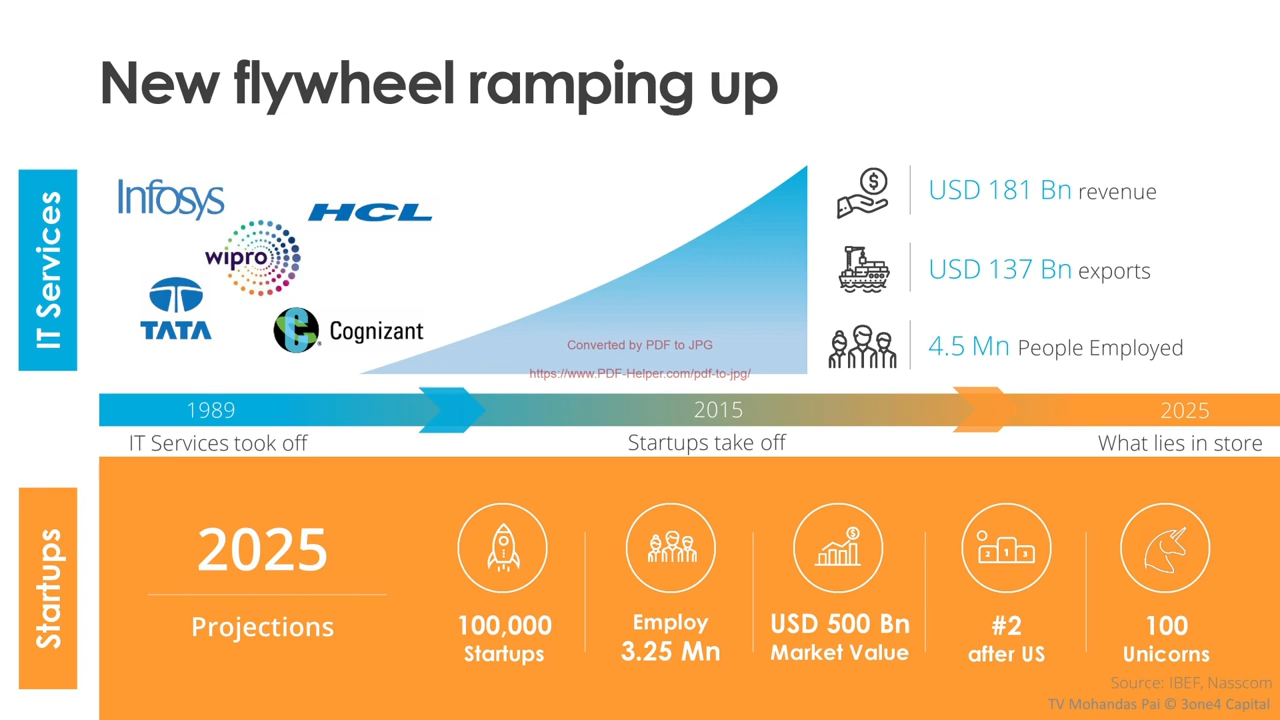 New flywheel ramping up
IT Services
Infosys
HCL
wipro
TATA
Cognizant
USD 181 Bn revenue
USD 137 Bn exports
4.5 Mn People Employed
Converted by PDF to JPG
https://www.PDF-Helper.com/pdf-to-jpg/
1989
2015
2025
IT Services took off
Startups take off
What lies in store
Startups
2025
Projections
100,000
Startups
Employ
3.25 Mn
USD 500 Bn
Market Value
2 1 3
#2
after US
100
Unicorns
Source: IBEF, Nasscom
TV Mohandas Pai © 3one4 Capital